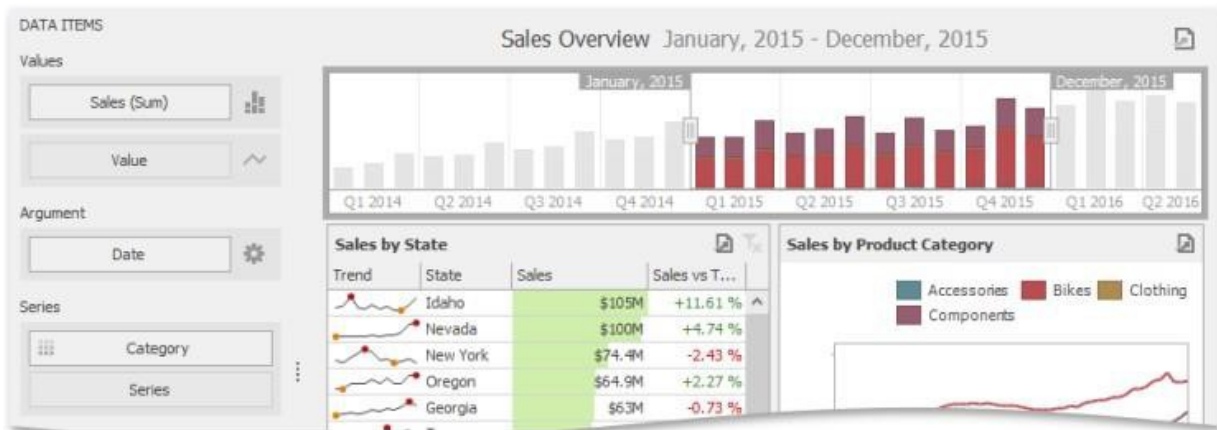 DATA ITEMS
Values
Sales (Sum)
Value
Argument
Date
Series
Category
Series
Sales Overview January, 2015 - December, 2015
January, 2015
December, 2015
Q1 2014 Q2 2014 Q3 2014 Q4 2014 Q1 2015 Q2 2015 Q3 2015 Q4 2015 Q1 2016 Q2 2016
Sales by State
Trend State Sales Sales vs T...
Idaho $105M +11.61 %
Nevada $100M +4.74 %
New York $74.4M -2.43 %
Oregon $64.9M +2.27 %
Georgia $63M -0.73 %
Sales by Product Category
Accessories Bikes Clothing
Components